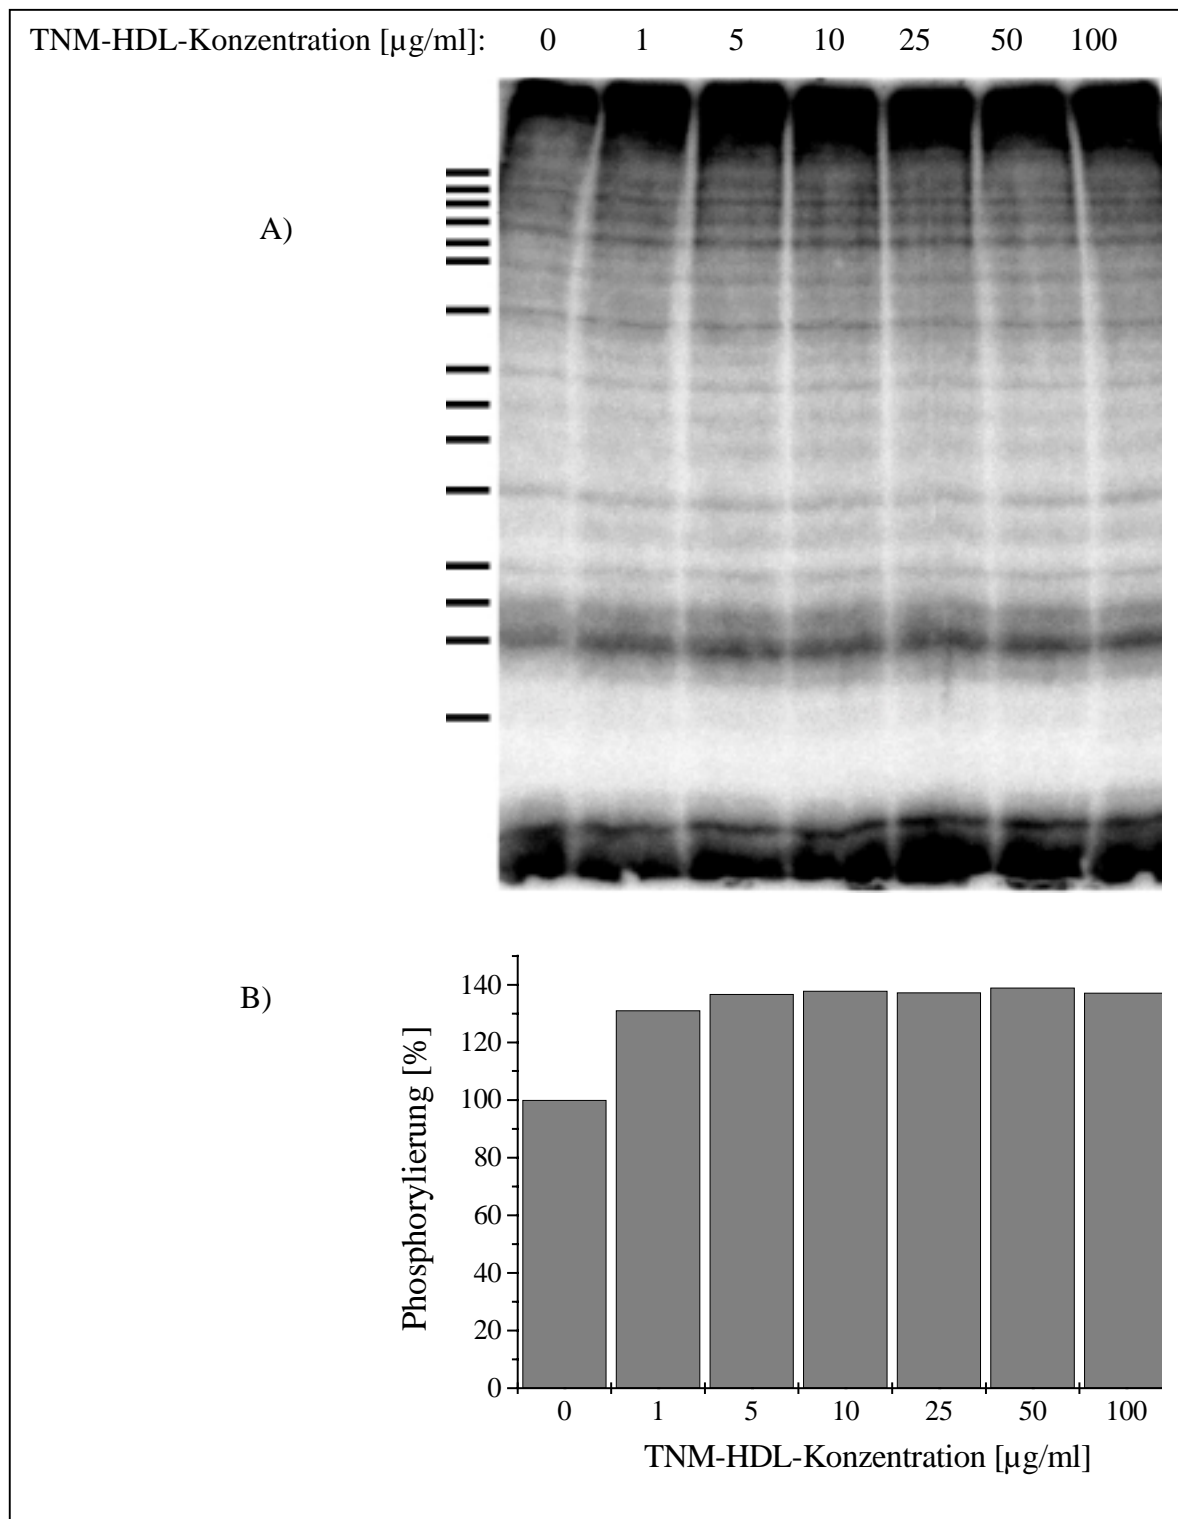 TNM-HDL-Konzentration [µg/ml]: 0 1 5 10 25 50 100
A)
B)
Phosphorylierung [%]
140
120
100
80
60
40
20
0
0 1 5 10 25 50 100
TNM-HDL-Konzentration [µg/ml]